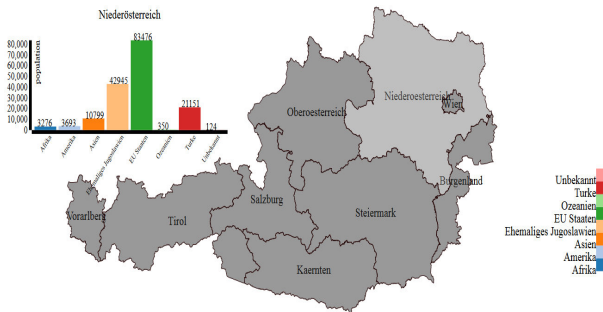 Niederösterreich
population
80,000
70,000
60,000
50,000
40,000
30,000
20,000
10,000
0
3276
3693
10799
42945
83476
350
21151
124
Afrika
Amerika
Asien
Ehemaliges Jugoslawien
EU Staaten
Ozeanien
Turke
Unbekannt
Niederoesterreich
Wien
Oberoesterreich
Burgenland
Salzburg
Steiermark
Vorarlberg
Tirol
Kaernten
Unbekannt
Turke
Ozeanien
EU Staaten
Ehemaliges Jugoslawien
Asien
Amerika
Afrika